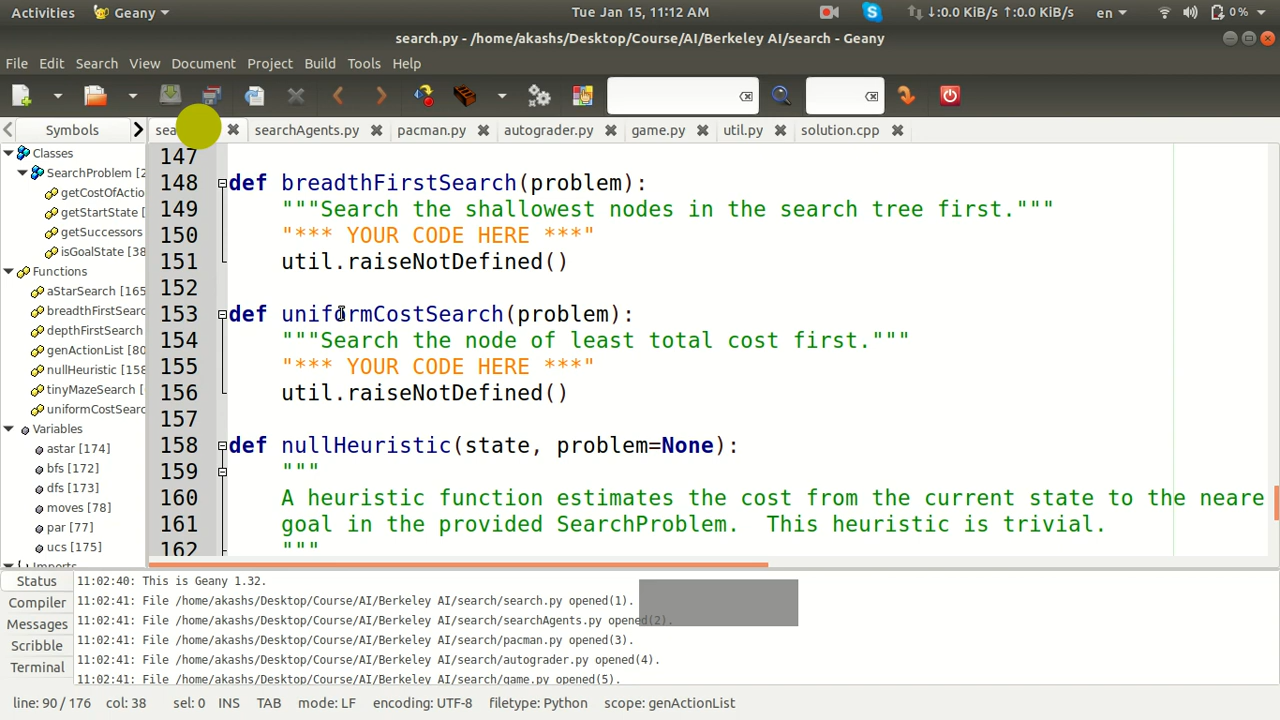 Activities Geany Tue Jan 15, 11:12 AM ↓:0.0 KiB/s ↑:0.0 KiB/s en 0 %
search.py - /home/akashs/Desktop/Course/AI/Berkeley AI/search - Geany
File Edit Search View Document Project Build Tools Help
Symbols sea searchAgents.py pacman.py autograder.py game.py util.py solution.cpp
Classes
SearchProblem [2
getCostOfActio
getStartState [
getSuccessors
isGoalState [38
Functions
aStarSearch [165
breadthFirstSearc
depthFirstSearch
genActionList [80
nullHeuristic [158
tinyMazeSearch [
uniformCostSearc
Variables
astar [174]
bfs [172]
dfs [173]
moves [78]
par [77]
ucs [175]
Imports
147
148 def breadthFirstSearch(problem):
149 """Search the shallowest nodes in the search tree first."""
150 "*** YOUR CODE HERE ***"
151 util.raiseNotDefined()
152
153 def uniformCostSearch(problem):
154 """Search the node of least total cost first."""
155 "*** YOUR CODE HERE ***"
156 util.raiseNotDefined()
157
158 def nullHeuristic(state, problem=None):
159 """
160 A heuristic function estimates the cost from the current state to the neare
161 goal in the provided SearchProblem.  This heuristic is trivial.
162 """
Status
Compiler
Messages
Scribble
Terminal
11:02:40: This is Geany 1.32.
11:02:41: File /home/akashs/Desktop/Course/AI/Berkeley AI/search/search.py opened(1).
11:02:41: File /home/akashs/Desktop/Course/AI/Berkeley AI/search/searchAgents.py opened(2).
11:02:41: File /home/akashs/Desktop/Course/AI/Berkeley AI/search/pacman.py opened(3).
11:02:41: File /home/akashs/Desktop/Course/AI/Berkeley AI/search/autograder.py opened(4).
11:02:41: File /home/akashs/Desktop/Course/AI/Berkeley AI/search/game.py opened(5).
line: 90 / 176 col: 38 sel: 0 INS TAB mode: LF encoding: UTF-8 filetype: Python scope: genActionList